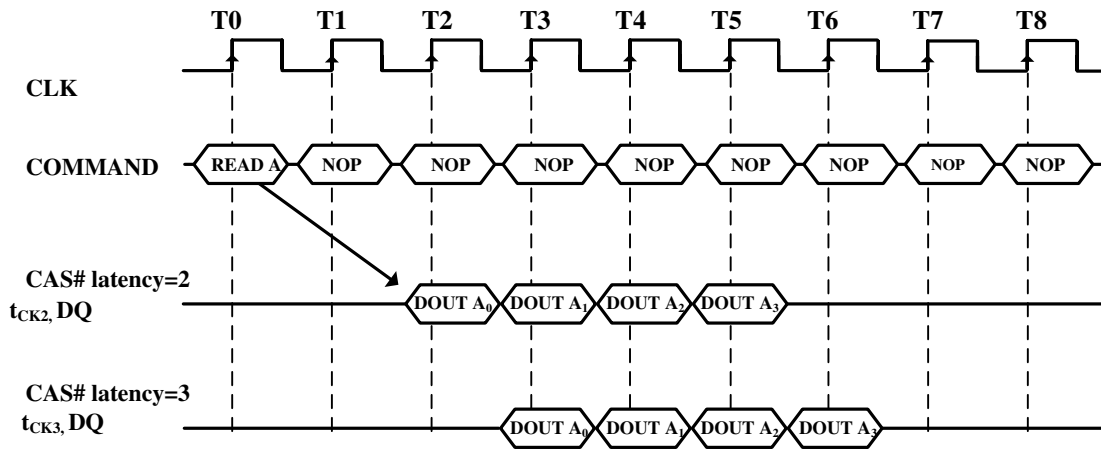 T0 T1 T2 T3 T4 T5 T6 T7 T8
CLK
COMMAND READ A NOP NOP NOP NOP NOP NOP NOP NOP
CAS# latency=2
tCK2, DQ DOUT A0 DOUT A1 DOUT A2 DOUT A3
CAS# latency=3
tCK3, DQ DOUT A0 DOUT A1 DOUT A2 DOUT A3